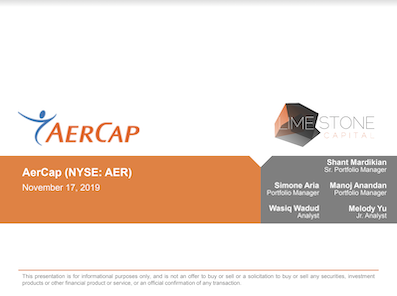 AERCAP
LIMESTONE
CAPITAL
AerCap (NYSE: AER)
November 17, 2019
Shant Mardikian
Sr. Portfolio Manager
Simone Aria Manoj Anandan
Portfolio Manager Portfolio Manager
Wasiq Wadud Melody Yu
Analyst Jr. Analyst
This presentation is for informational purposes only, and is not an offer to buy or sell or a solicitation to buy or sell any securities, investment
products or other financial product or service, or an official confirmation of any transaction.